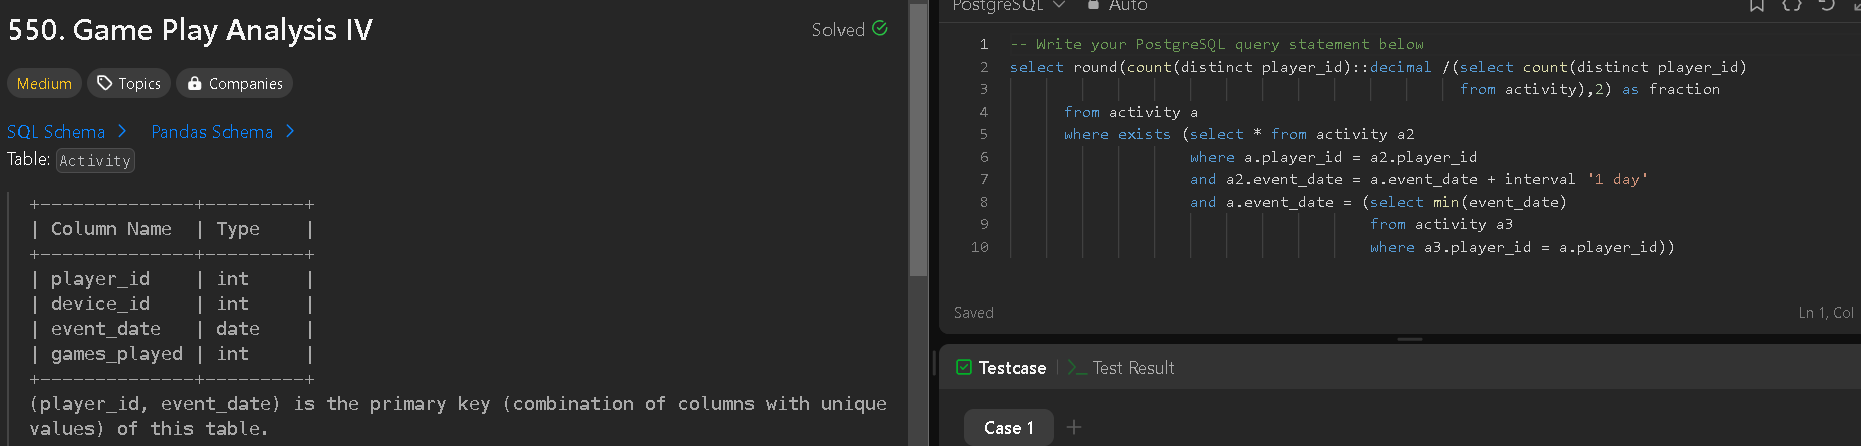 550. Game Play Analysis IV
Solved
Medium
Topics
Companies
SQL Schema
Pandas Schema
Table: Activity
+--------------+---------+
| Column Name  | Type    |
+--------------+---------+
| player_id    | int     |
| device_id    | int     |
| event_date   | date    |
| games_played | int     |
+--------------+---------+
(player_id, event_date) is the primary key (combination of columns with unique
values) of this table.
PostgreSQL
Auto
1 -- Write your PostgreSQL query statement below
2 select round(count(distinct player_id)::decimal /(select count(distinct player_id)
3 from activity),2) as fraction
4 from activity a
5 where exists (select * from activity a2
6 where a.player_id = a2.player_id
7 and a2.event_date = a.event_date + interval '1 day'
8 and a.event_date = (select min(event_date)
9 from activity a3
10 where a3.player_id = a.player_id))
Saved
Ln 1, Col
Testcase
Test Result
Case 1